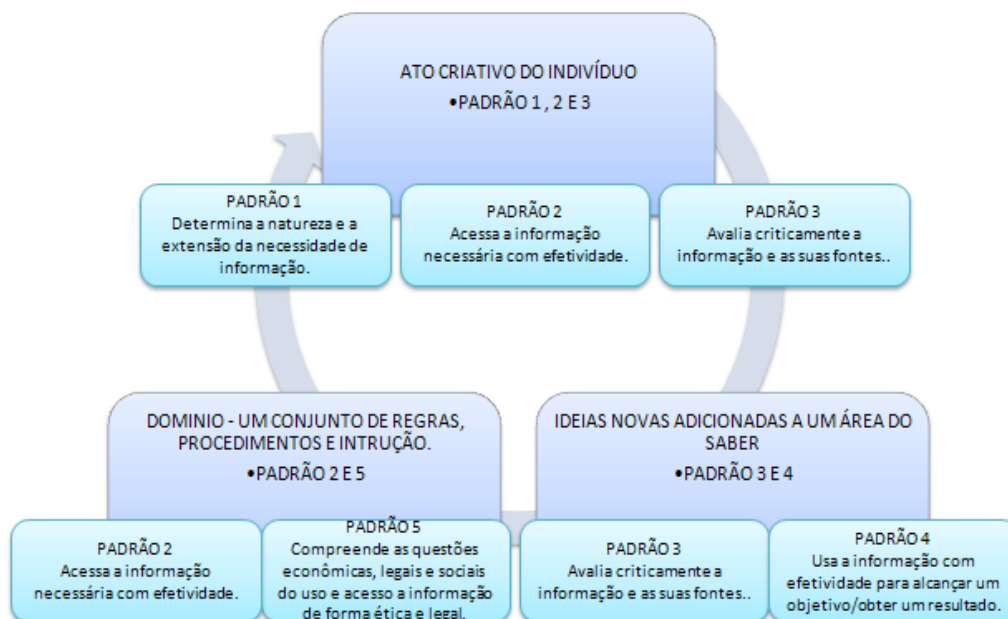 ATO CRIATIVO DO INDIVÍDUO
•PADRÃO 1 , 2 E 3
PADRÃO 1
Determina a natureza e a
extensão da necessidade de
informação.
PADRÃO 2
Acessa a informação
necessária com efetividade.
PADRÃO 3
Avalia criticamente a
informação e as suas fontes..
DOMINIO - UM CONJUNTO DE REGRAS,
PROCEDIMENTOS E INTRUÇÃO.
•PADRÃO 2 E 5
PADRÃO 2
Acessa a informação
necessária com efetividade.
PADRÃO 5
Compreende as questões
econômicas, legais e sociais
do uso e acesso a informação
de forma ética e legal.
IDEIAS NOVAS ADICIONADAS A UM ÁREA DO
SABER
•PADRÃO 3 E 4
PADRÃO 3
Avalia criticamente a
informação e as suas fontes..
PADRÃO 4
Usa a informação com
efetividade para alcançar um
objetivo/obter um resultado.